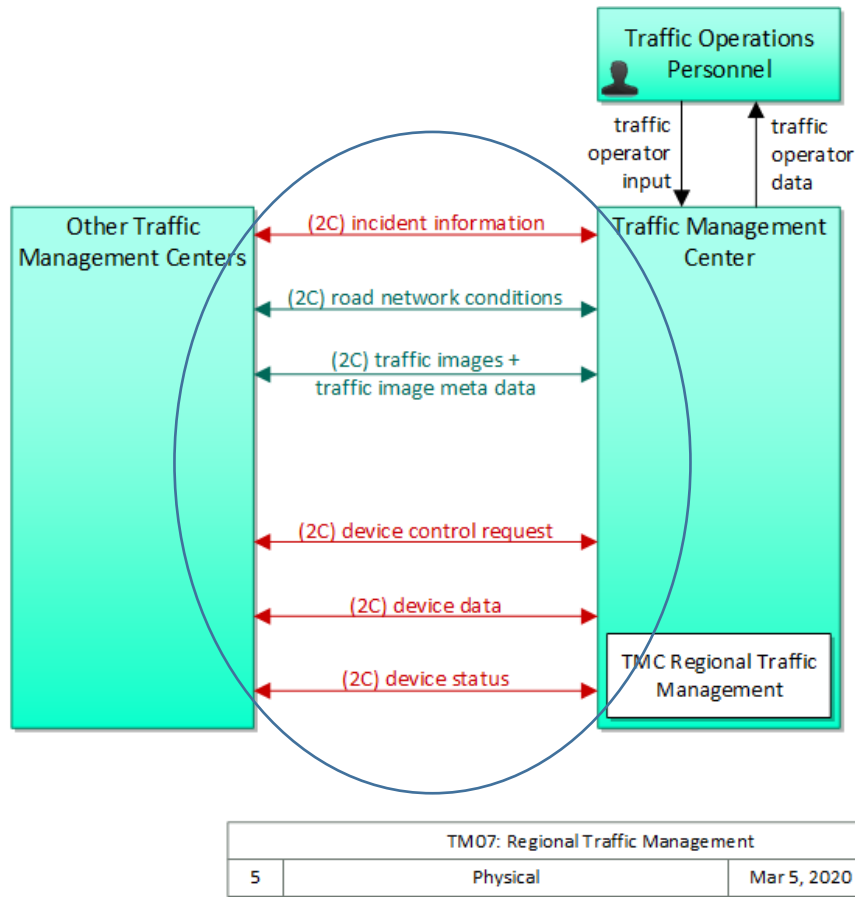 Traffic Operations
Personnel
traffic
operator
input
traffic
operator
data
Other Traffic
Management Centers
(2C) incident information
Traffic Management
Center
(2C) road network conditions
(2C) traffic images +
traffic image meta data
(2C) device control request
(2C) device data
(2C) device status
TMC Regional Traffic
Management
TM07: Regional Traffic Management
5 Physical Mar 5, 2020